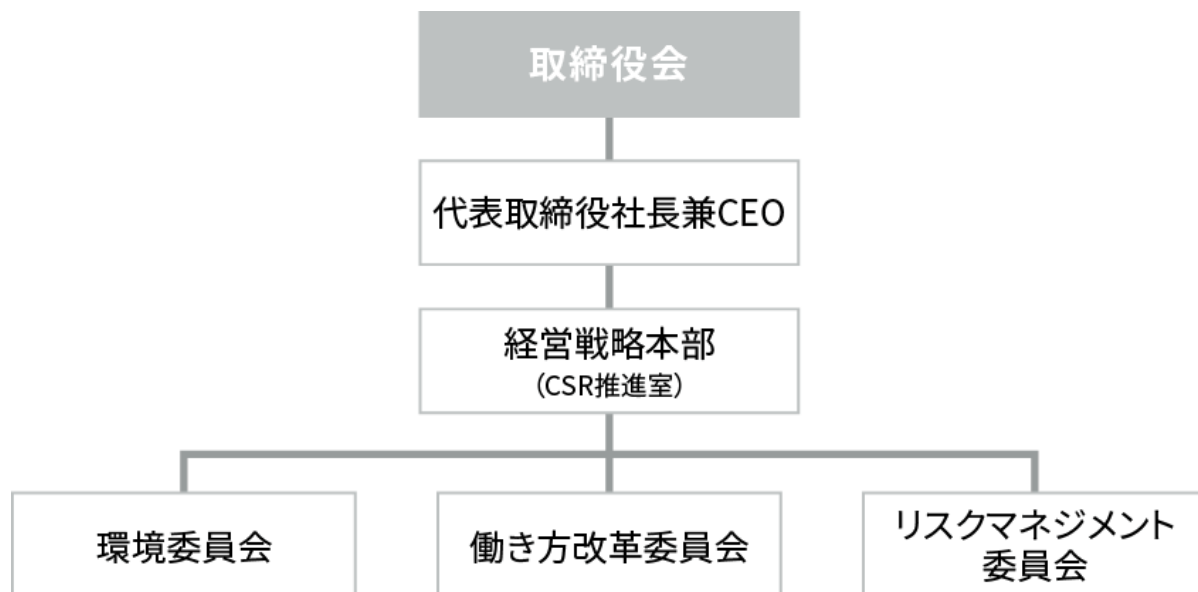 取締役会
代表取締役社長兼CEO
経営戦略本部
（CSR推進室）
環境委員会
働き方改革委員会
リスクマネジメント
委員会